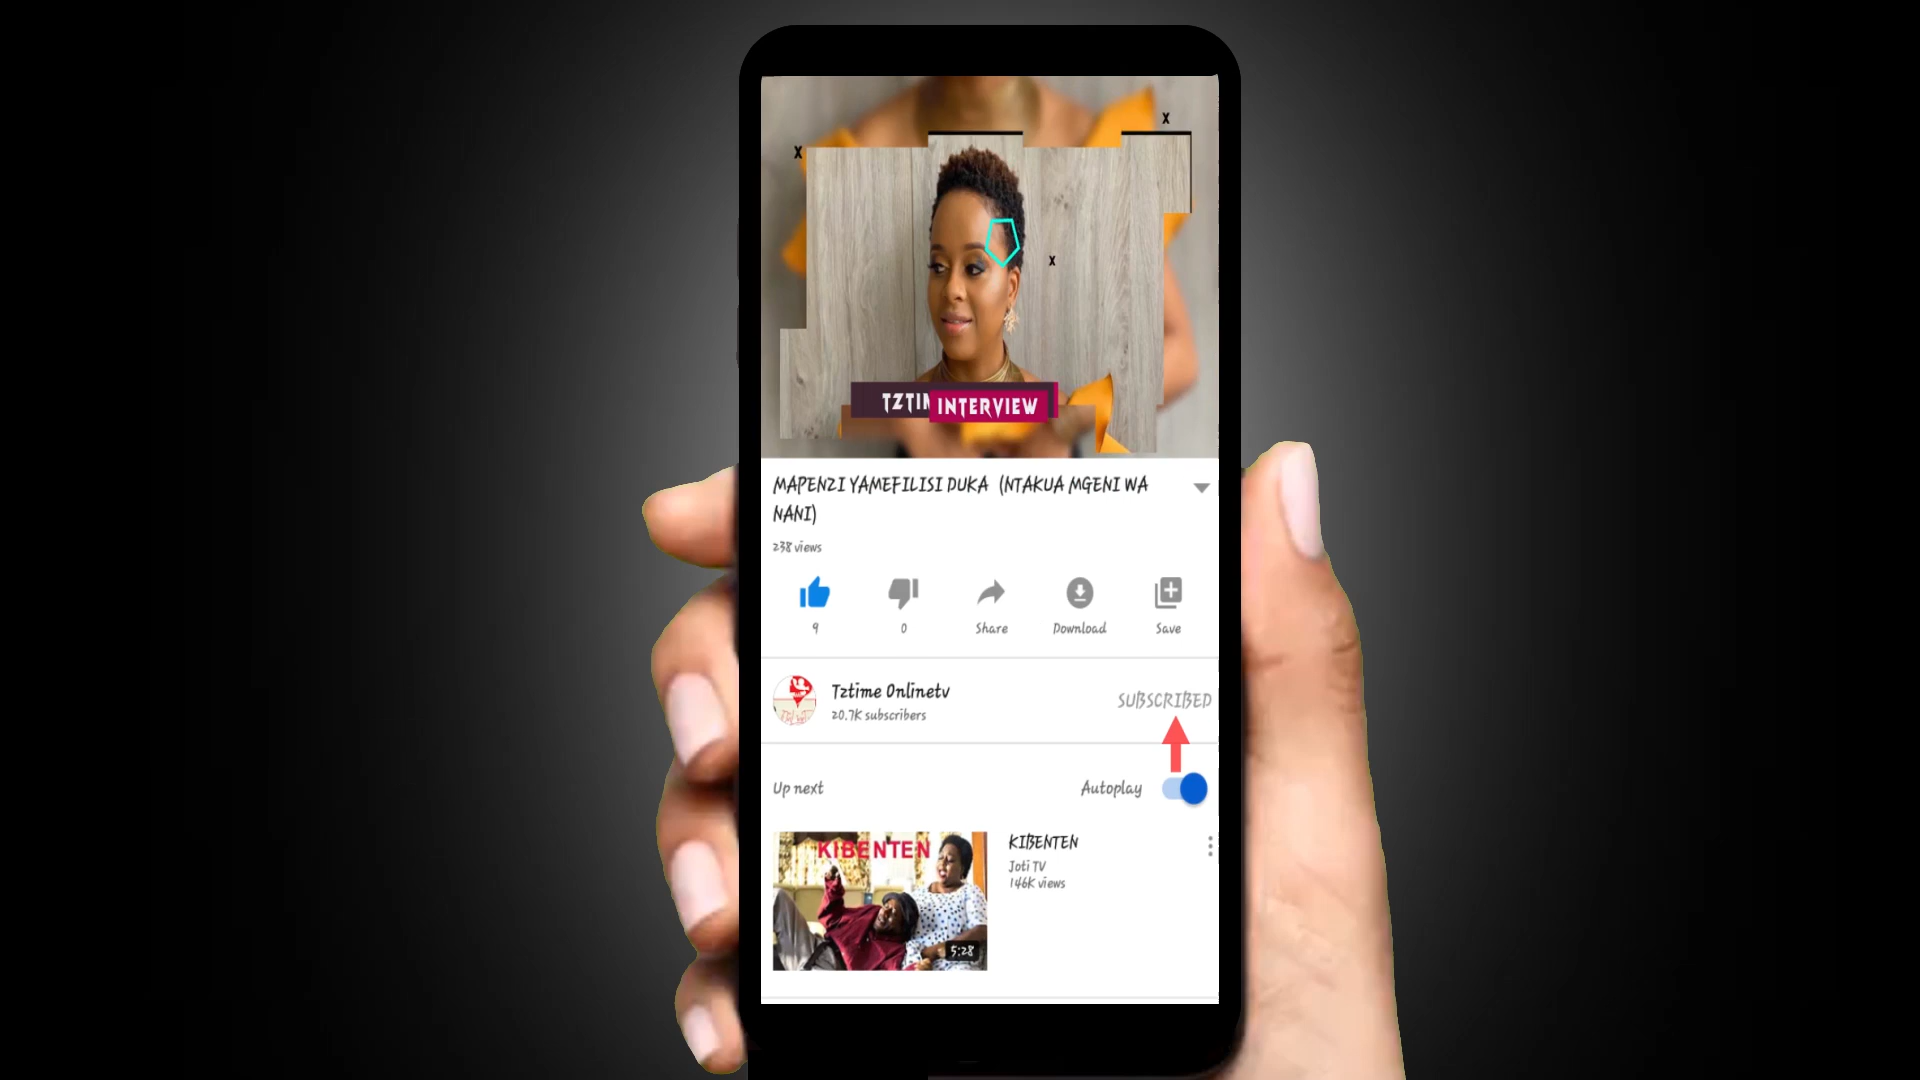 X
X
X
TZTIM
INTERVIEW
MAPENZI YAMEFILISI DUKA (NTAKUA MGENI WA
NANI)
238 views
9
0
Share
Download
Save
Tztime Onlinetv
20.7K subscribers
SUBSCRIBED
Up next
Autoplay
KIBENTEN
5:28
KIBENTEN
Joti TV
146K views